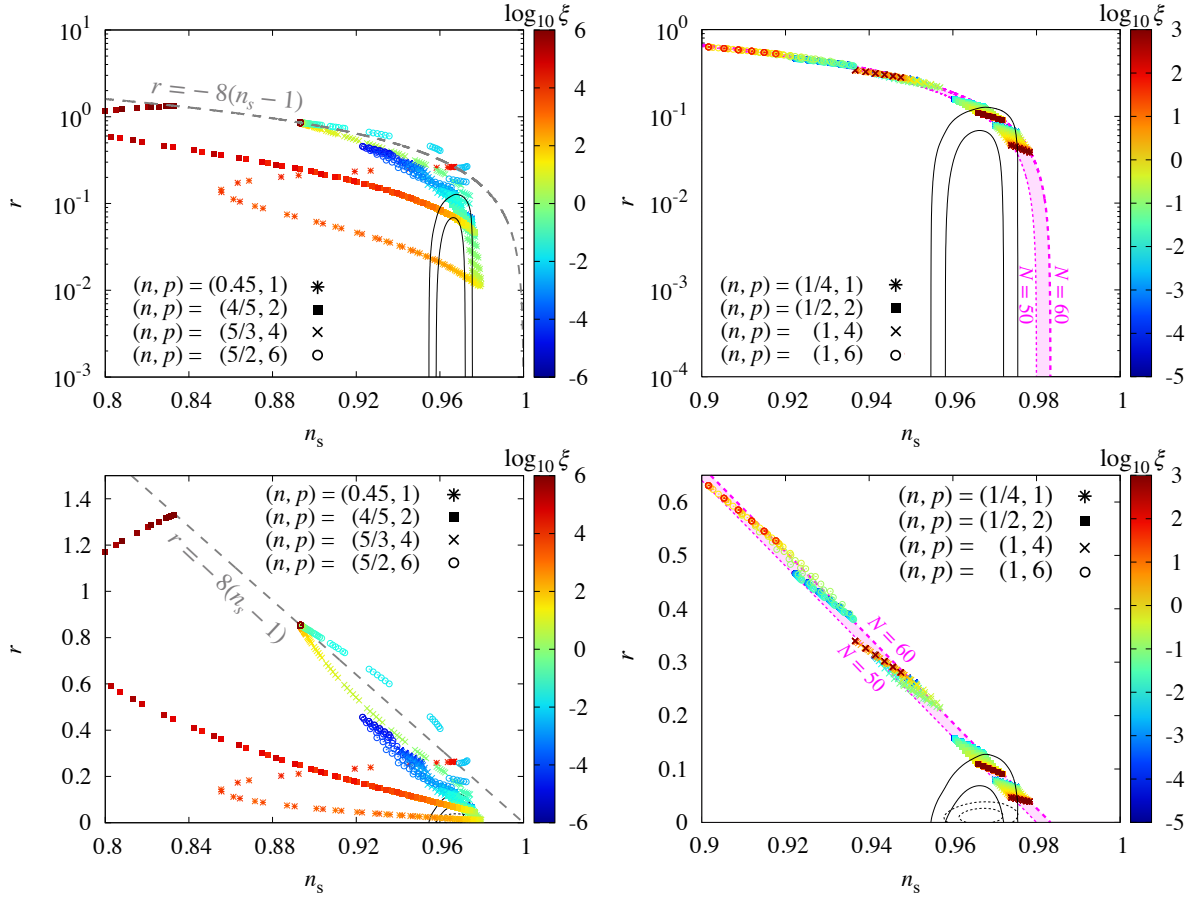 log₁₀ ξ
10¹
10⁰
10⁻¹
10⁻²
10⁻³
r
r = − 8(nₛ − 1)
(n, p) = (0.45, 1)
(n, p) = (4/5, 2)
(n, p) = (5/3, 4)
(n, p) = (5/2, 6)
0.8 0.84 0.88 0.92 0.96 1
nₛ
6
4
2
0
-2
-4
-6
log₁₀ ξ
10⁰
10⁻¹
10⁻²
10⁻³
10⁻⁴
r
(n, p) = (1/4, 1)
(n, p) = (1/2, 2)
(n, p) = (1, 4)
(n, p) = (1, 6)
N = 50
N = 60
0.9 0.92 0.94 0.96 0.98 1
nₛ
3
2
1
0
-1
-2
-3
-4
-5
log₁₀ ξ
1.4
1.2
1
0.8
0.6
0.4
0.2
0
r
(n, p) = (0.45, 1)
(n, p) = (4/5, 2)
(n, p) = (5/3, 4)
(n, p) = (5/2, 6)
r = − 8(nₛ − 1)
0.8 0.84 0.88 0.92 0.96 1
nₛ
6
4
2
0
-2
-4
-6
log₁₀ ξ
0.6
0.5
0.4
0.3
0.2
0.1
0
r
(n, p) = (1/4, 1)
(n, p) = (1/2, 2)
(n, p) = (1, 4)
(n, p) = (1, 6)
N = 60
N = 50
0.9 0.92 0.94 0.96 0.98 1
nₛ
3
2
1
0
-1
-2
-3
-4
-5